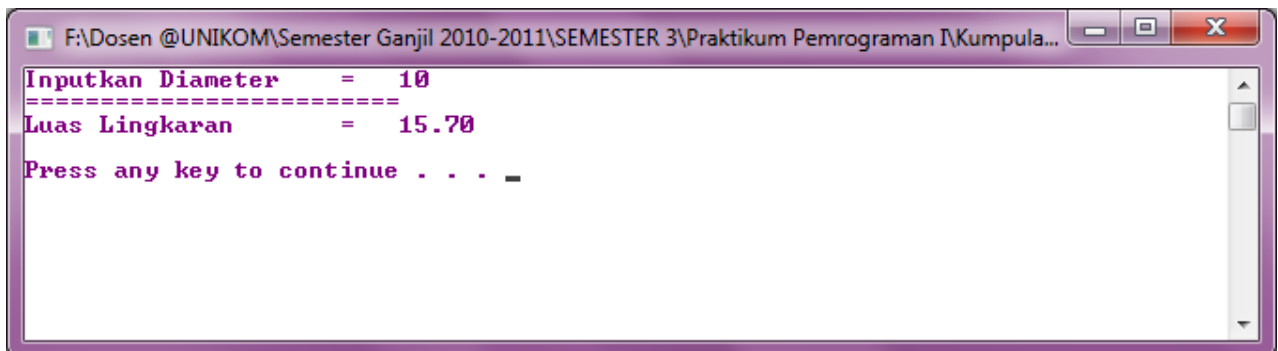 F:\Dosen @UNIKOM\Semester Ganjil 2010-2011\SEMESTER 3\Praktikum Pemrograman I\Kumpula...
Inputkan Diameter = 10
=========================
Luas Lingkaran = 15.70
Press any key to continue . . . _